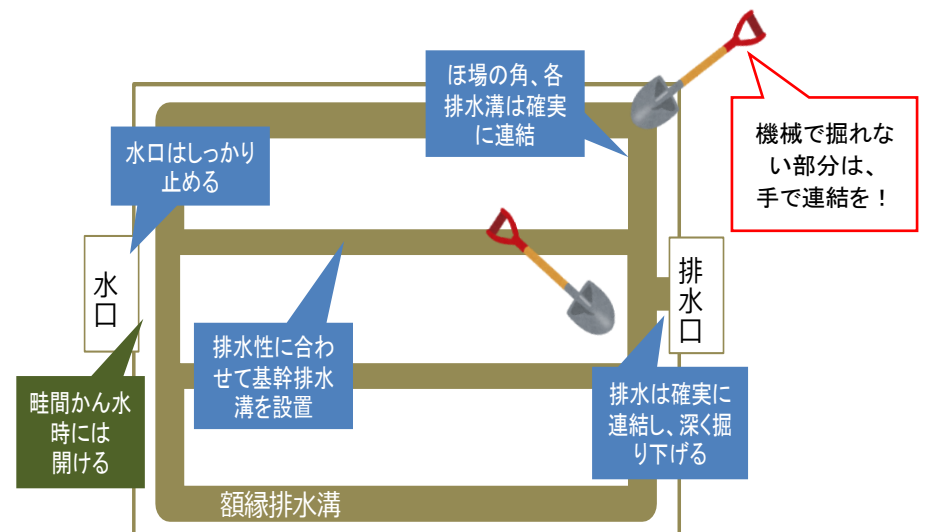 ほ場の角、各
排水溝は確実
に連結
機械で掘れな
い部分は、
手で連結を！
水口はしっかり
止める
水口
排水口
排水性に合わ
せて基幹排水
溝を設置
畦間かん水
時には
開ける
排水は確実に
連結し、深く掘
り下げる
額縁排水溝